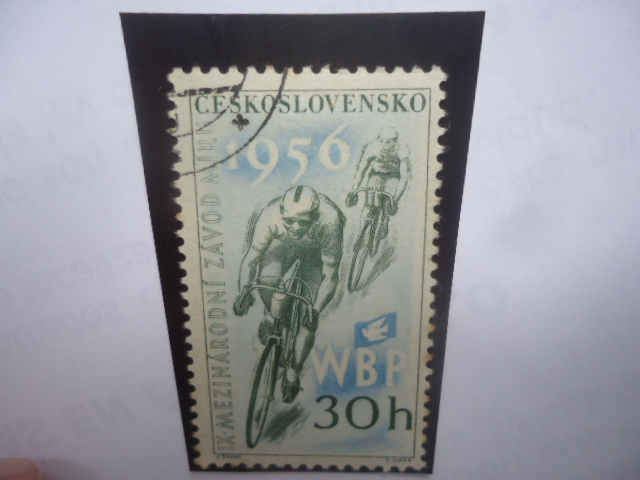 ČESKOSLOVENSKO
1956
IX. MEZINÁRODNÍ ZÁVOD MÍRU
WBP
30h